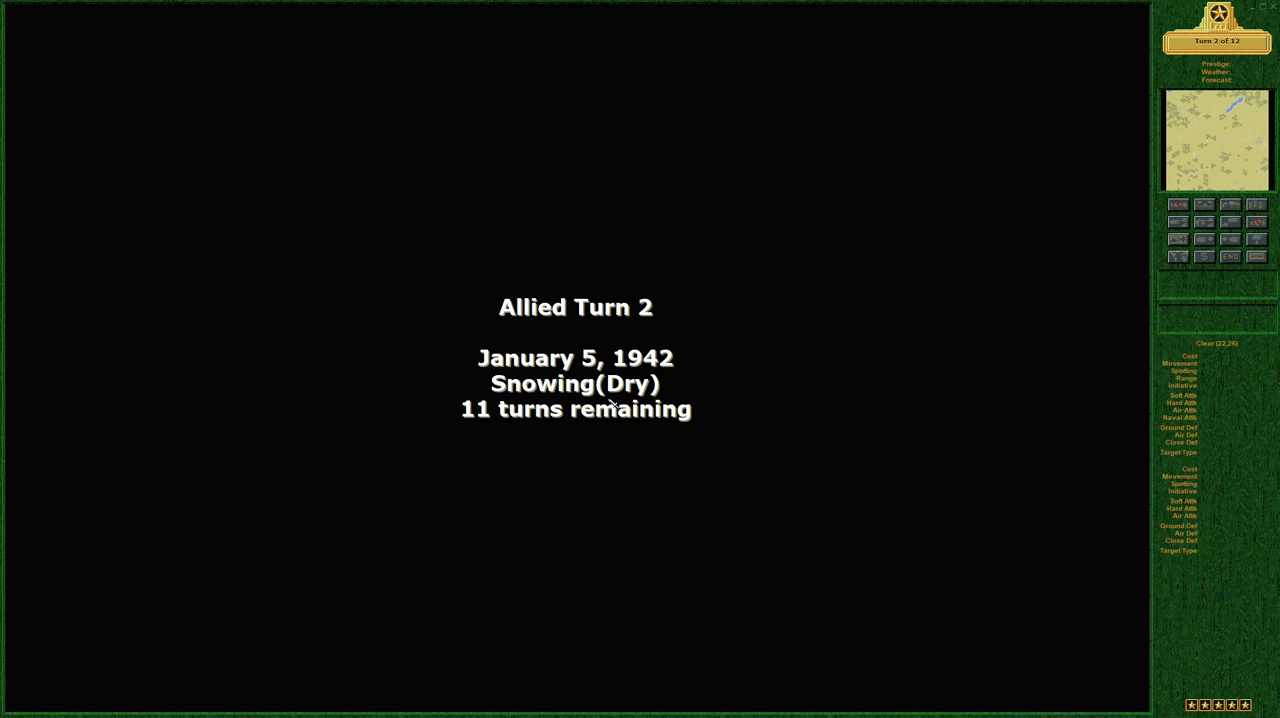 Turn 2 of 12
Prestige:
Weather:
Forecast:
Allied Turn 2
January 5, 1942
Snowing(Dry)
11 turns remaining
$
END
Clear (22,26)
Cost
Movement
Spotting
Range
Initiative
Soft Attk
Hard Attk
Air Attk
Naval Attk
Ground Def
Air Def
Close Def
Target Type
Cost
Movement
Spotting
Initiative
Soft Attk
Hard Attk
Air Attk
Ground Def
Air Def
Close Def
Target Type